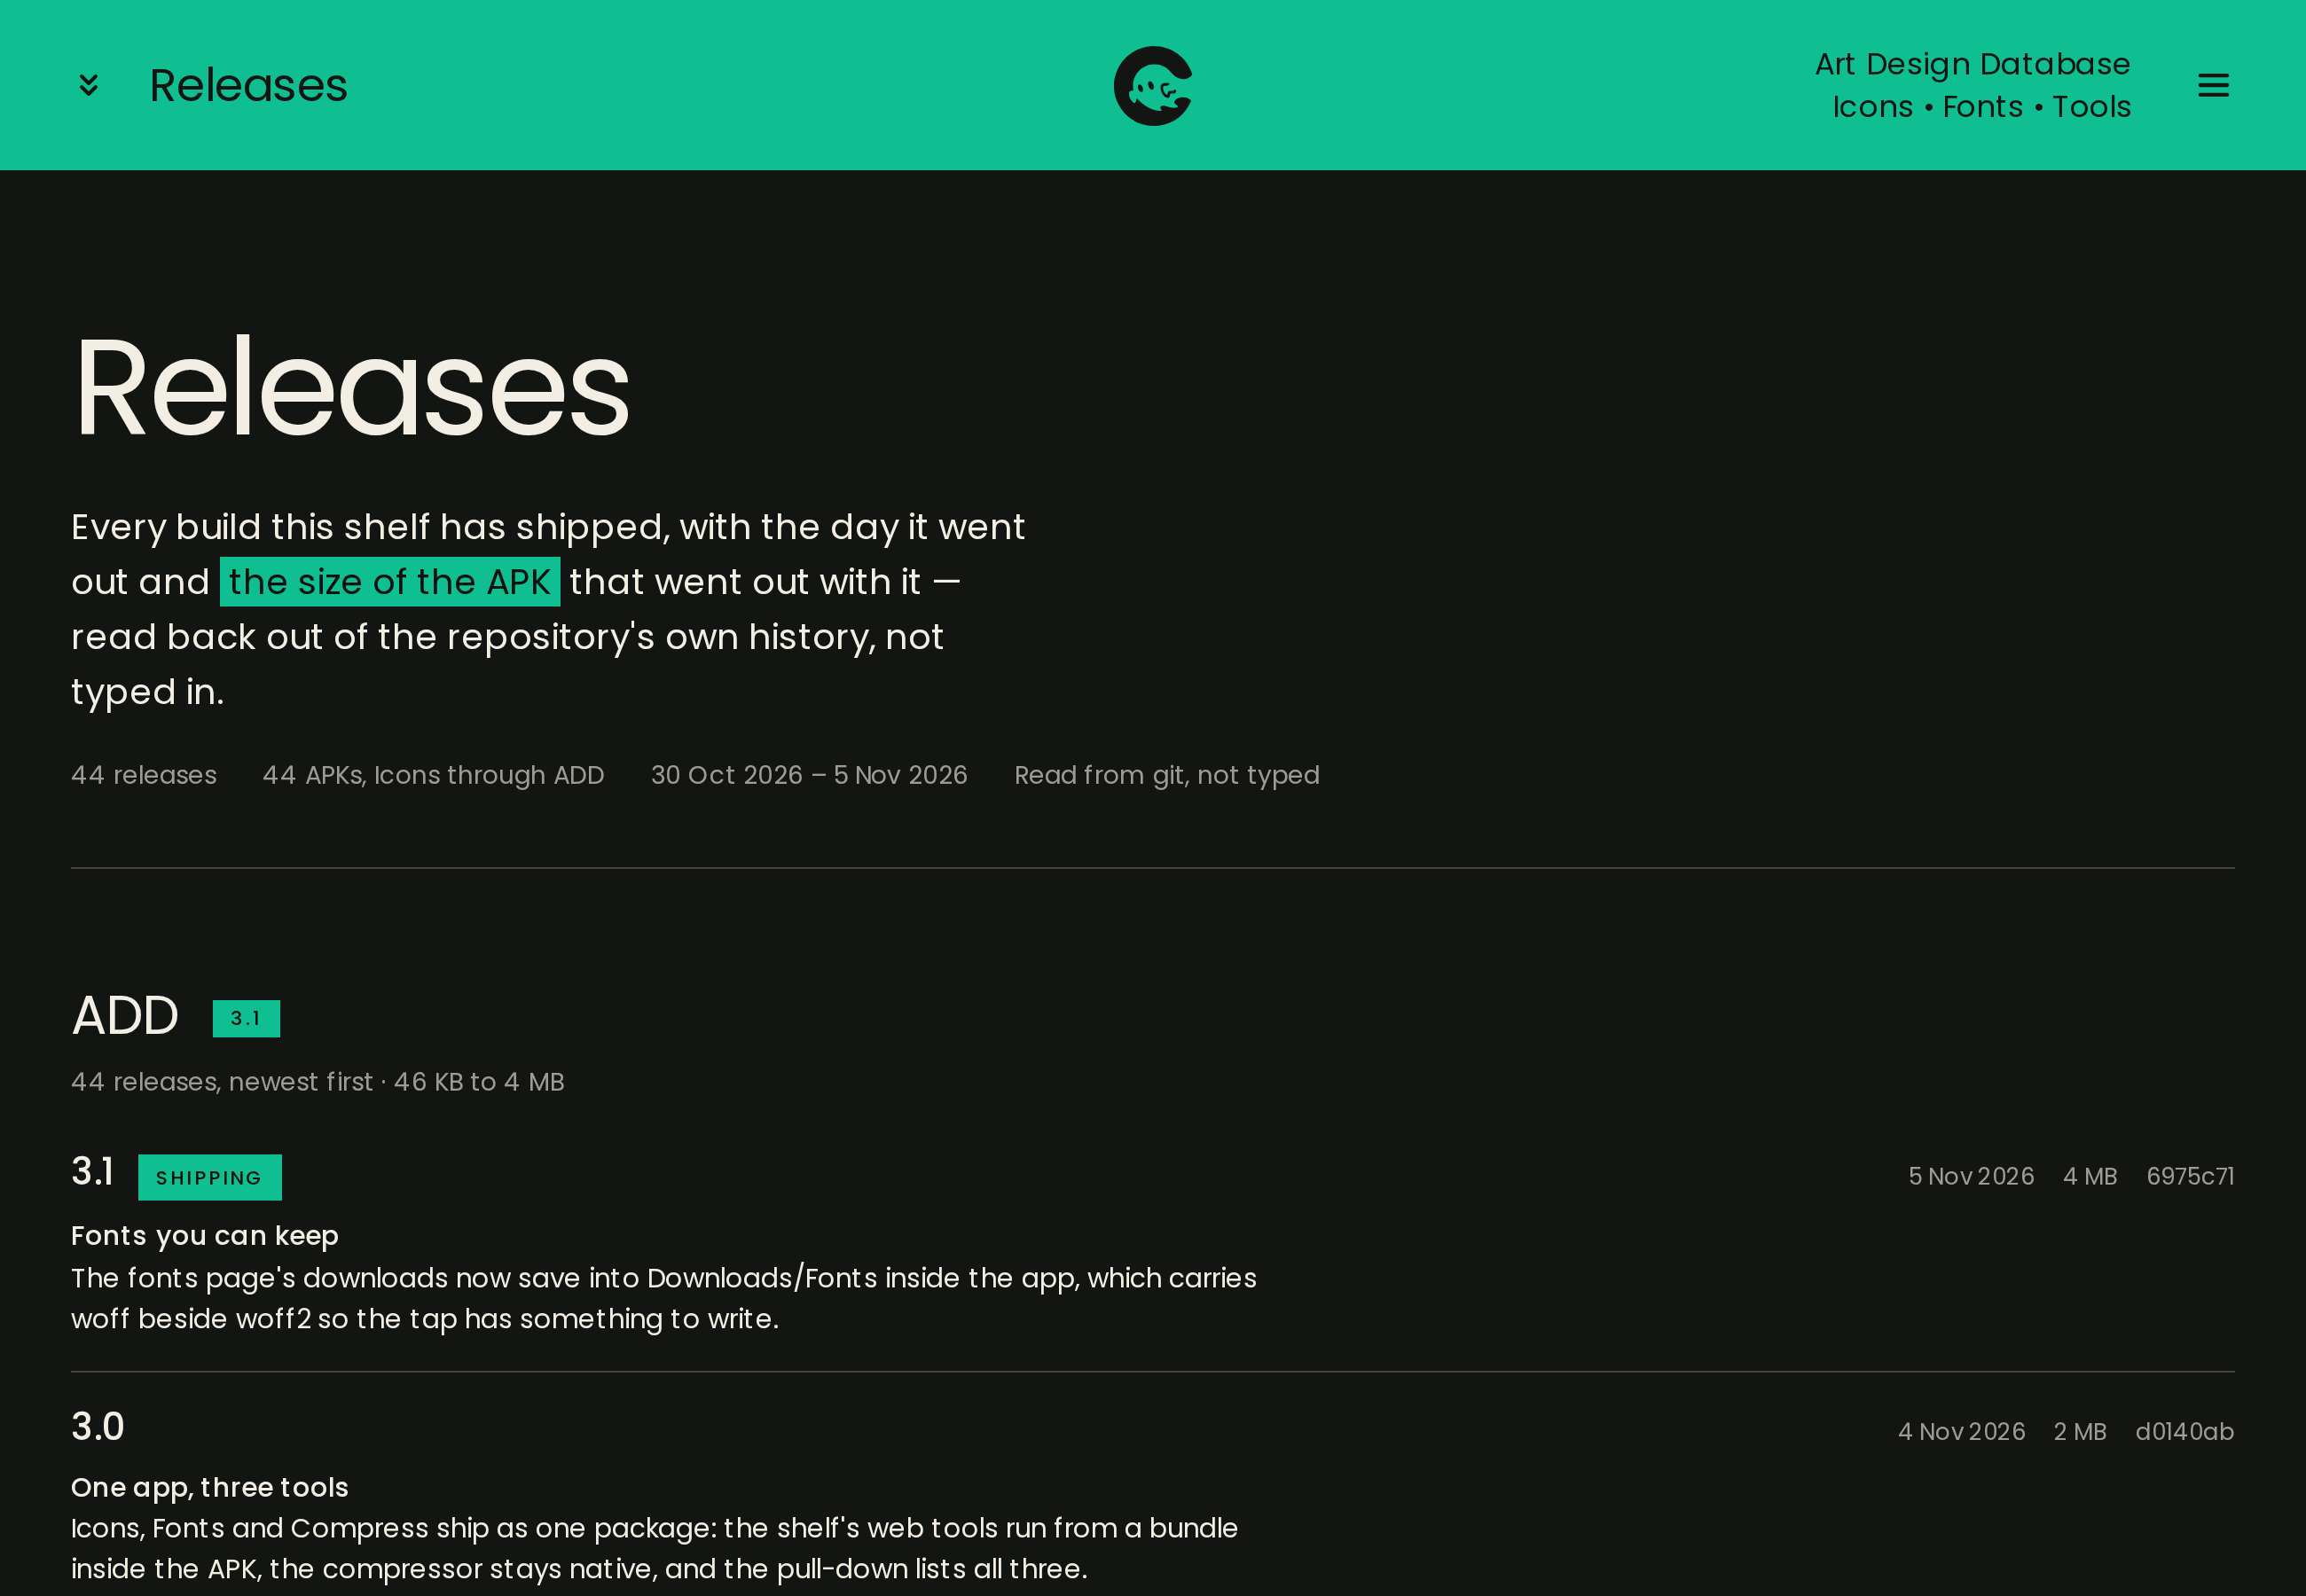 Releases
Art Design Database
Icons • Fonts • Tools
Releases
Every build this shelf has shipped, with the day it went
out and the size of the APK that went out with it —
read back out of the repository's own history, not
typed in.
44 releases 44 APKs, Icons through ADD 30 Oct 2026 – 5 Nov 2026 Read from git, not typed
ADD 3.1
44 releases, newest first · 46 KB to 4 MB
3.1 SHIPPING 5 Nov 2026 4 MB 6975c71
Fonts you can keep
The fonts page's downloads now save into Downloads/Fonts inside the app, which carries
woff beside woff2 so the tap has something to write.
3.0 4 Nov 2026 2 MB d0140ab
One app, three tools
Icons, Fonts and Compress ship as one package: the shelf's web tools run from a bundle
inside the APK, the compressor stays native, and the pull-down lists all three.